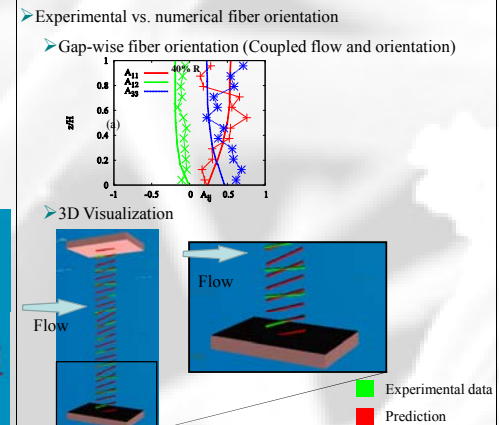 ➢Experimental vs. numerical fiber orientation
➢Gap-wise fiber orientation (Coupled flow and orientation)
40% R
A11
A12
A33
(a)
z/H
1
0.8
0.6
0.4
0.2
0
-1 -0.5 0 Aij 0.5 1
➢3D Visualization
Flow
Flow
Experimental data
Prediction